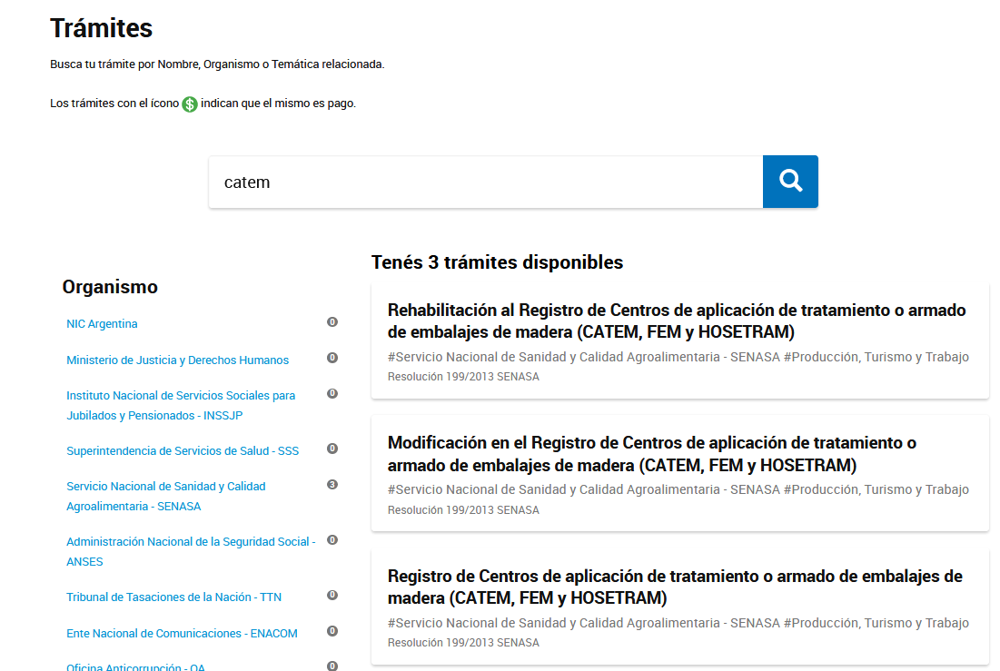 Trámites
Busca tu trámite por Nombre, Organismo o Temática relacionada.
Los trámites con el ícono $ indican que el mismo es pago.
catem
Organismo
NIC Argentina 0
Ministerio de Justicia y Derechos Humanos 0
Instituto Nacional de Servicios Sociales para 0
Jubilados y Pensionados - INSSJP
Superintendencia de Servicios de Salud - SSS 0
Servicio Nacional de Sanidad y Calidad 3
Agroalimentaria - SENASA
Administración Nacional de la Seguridad Social - 0
ANSES
Tribunal de Tasaciones de la Nación - TTN 0
Ente Nacional de Comunicaciones - ENACOM 0
Oficina Anticorrupción - OA 0
Tenés 3 trámites disponibles
Rehabilitación al Registro de Centros de aplicación de tratamiento o armado
de embalajes de madera (CATEM, FEM y HOSETRAM)
#Servicio Nacional de Sanidad y Calidad Agroalimentaria - SENASA #Producción, Turismo y Trabajo
Resolución 199/2013 SENASA
Modificación en el Registro de Centros de aplicación de tratamiento o
armado de embalajes de madera (CATEM, FEM y HOSETRAM)
#Servicio Nacional de Sanidad y Calidad Agroalimentaria - SENASA #Producción, Turismo y Trabajo
Resolución 199/2013 SENASA
Registro de Centros de aplicación de tratamiento o armado de embalajes de
madera (CATEM, FEM y HOSETRAM)
#Servicio Nacional de Sanidad y Calidad Agroalimentaria - SENASA #Producción, Turismo y Trabajo
Resolución 199/2013 SENASA